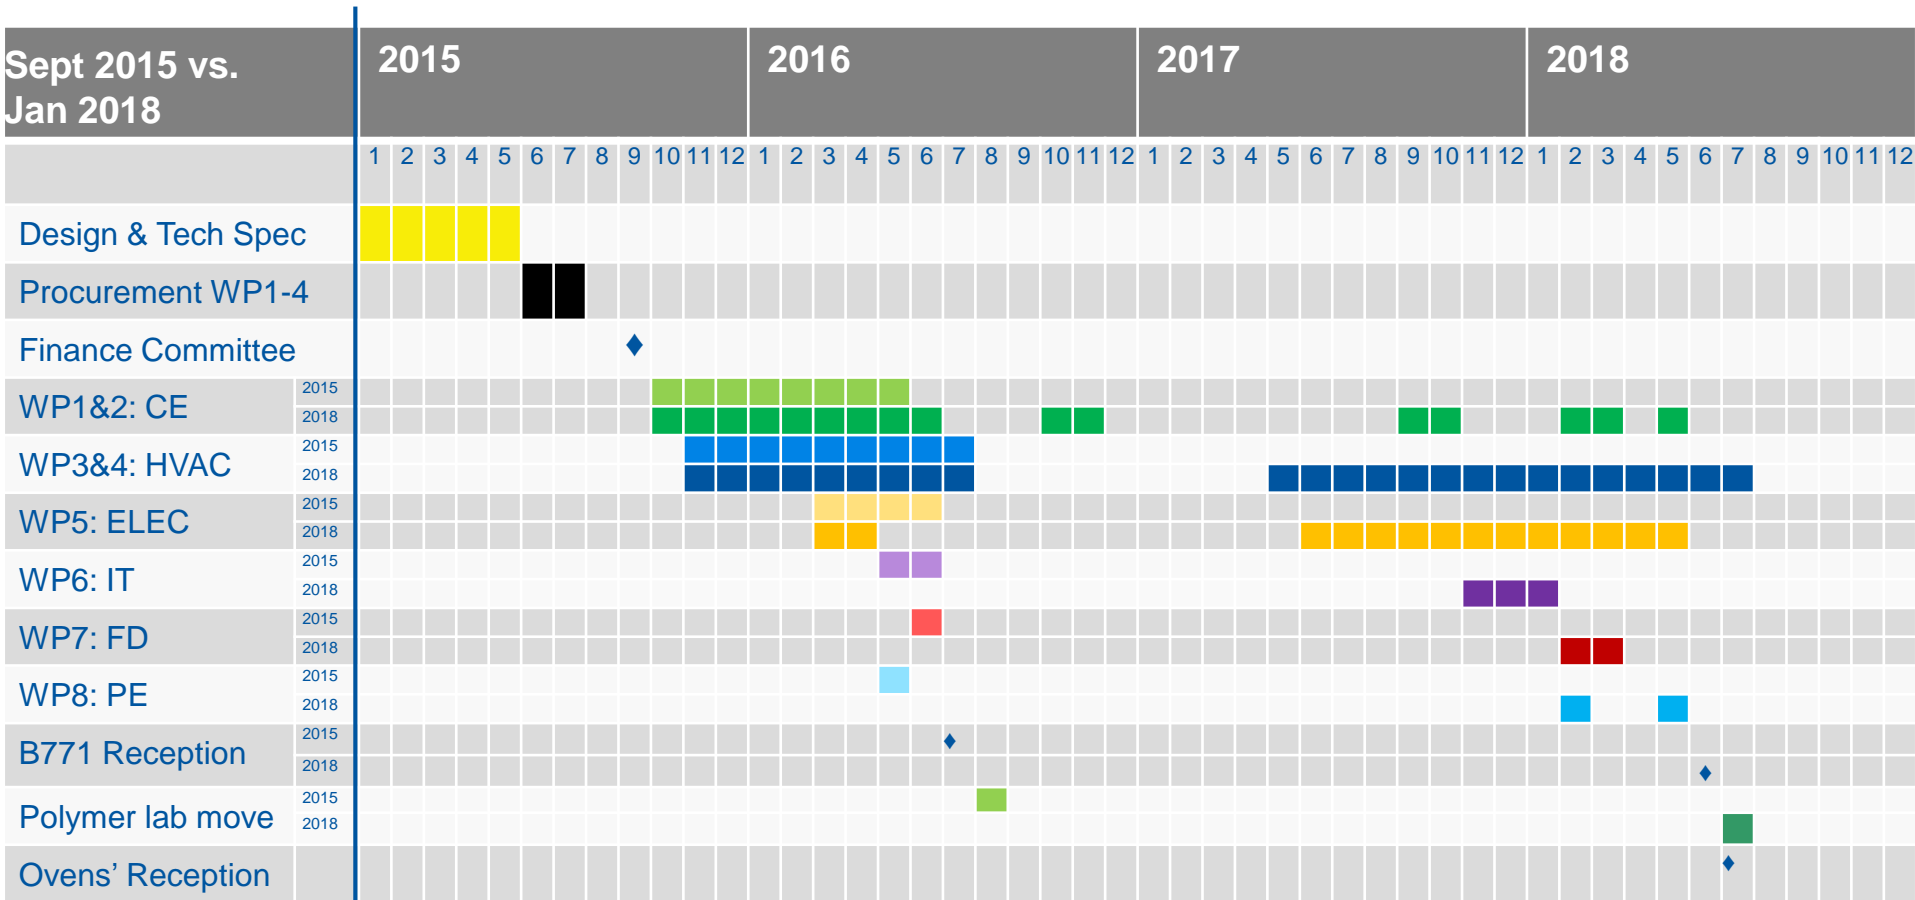 Sept 2015 vs.
Jan 2018
2015 2016 2017 2018
1 2 3 4 5 6 7 8 9 10 11 12 1 2 3 4 5 6 7 8 9 10 11 12 1 2 3 4 5 6 7 8 9 10 11 12 1 2 3 4 5 6 7 8 9 10 11 12
Design & Tech Spec
Procurement WP1-4
Finance Committee
WP1&2: CE
2015
2018
WP3&4: HVAC
2015
2018
WP5: ELEC
2015
2018
WP6: IT
2015
2018
WP7: FD
2015
2018
WP8: PE
2015
2018
B771 Reception
2015
2018
Polymer lab move
2015
2018
Ovens’ Reception